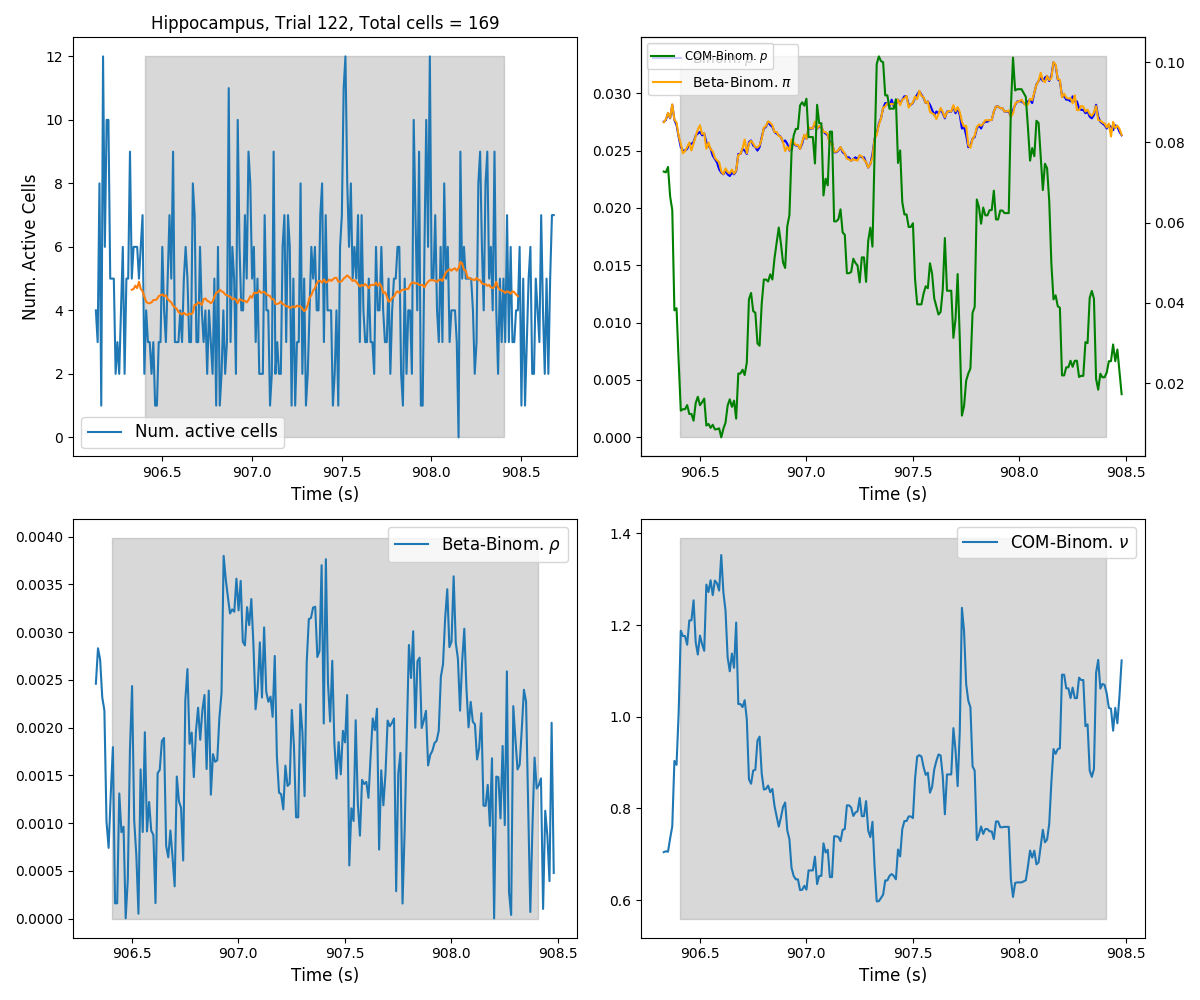 Hippocampus, Trial 122, Total cells = 169
Num. Active Cells
12
10
8
6
4
2
0
Num. active cells
906.5 907.0 907.5 908.0 908.5
Time (s)
COM-Binom. p
Beta-Binom. π
0.030
0.025
0.020
0.015
0.010
0.005
0.000
0.10
0.08
0.06
0.04
0.02
906.5 907.0 907.5 908.0 908.5
Time (s)
Beta-Binom. ρ
0.0040
0.0035
0.0030
0.0025
0.0020
0.0015
0.0010
0.0005
0.0000
906.5 907.0 907.5 908.0 908.5
Time (s)
COM-Binom. ν
1.4
1.2
1.0
0.8
0.6
906.5 907.0 907.5 908.0 908.5
Time (s)